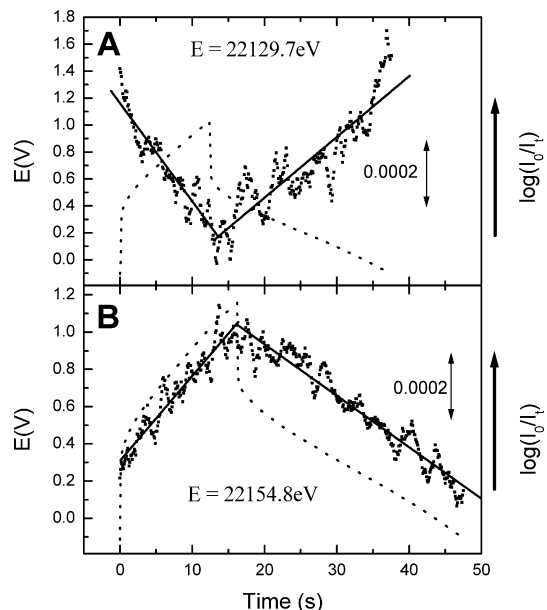 A
E = 22129.7eV
1.8
1.6
1.4
1.2
1.0
0.8
0.6
0.4
0.2
0.0
E(V)
0.0002
log(I₀/Iₜ)
B
1.2
1.0
0.8
0.6
0.4
0.2
0.0
E(V)
0.0002
log(I₀/Iₜ)
E = 22154.8eV
0 10 20 30 40 50
Time (s)